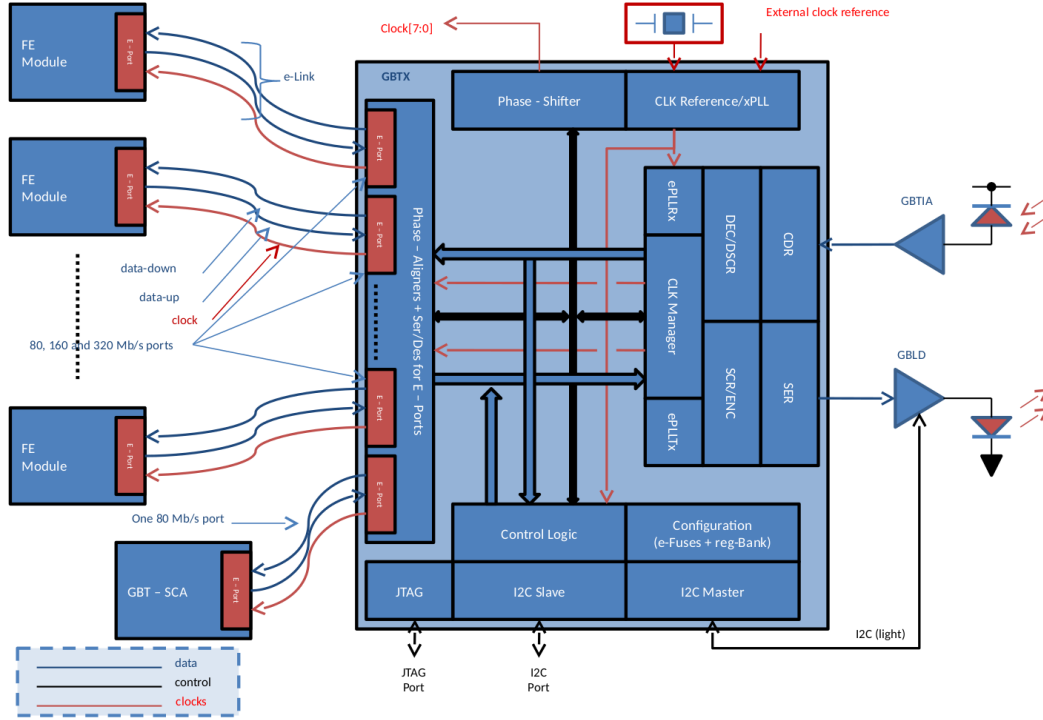 Clock[7:0]
External clock reference
FE
Module
E – Port
e-Link
GBTX
Phase - Shifter
CLK Reference/xPLL
E – Port
FE
Module
E – Port
E – Port
Phase – Aligners + Ser/Des for E – Ports
ePLLRx
DEC/DSCR
CDR
GBTIA
data-down
data-up
clock
80, 160 and 320 Mb/s ports
CLK Manager
GBLD
SCR/ENC
SER
ePLLTx
FE
Module
E – Port
E – Port
E – Port
One 80 Mb/s port
Control Logic
Configuration
(e-Fuses + reg-Bank)
GBT – SCA
E – Port
JTAG
I2C Slave
I2C Master
I2C (light)
JTAG
Port
I2C
Port
data
control
clocks